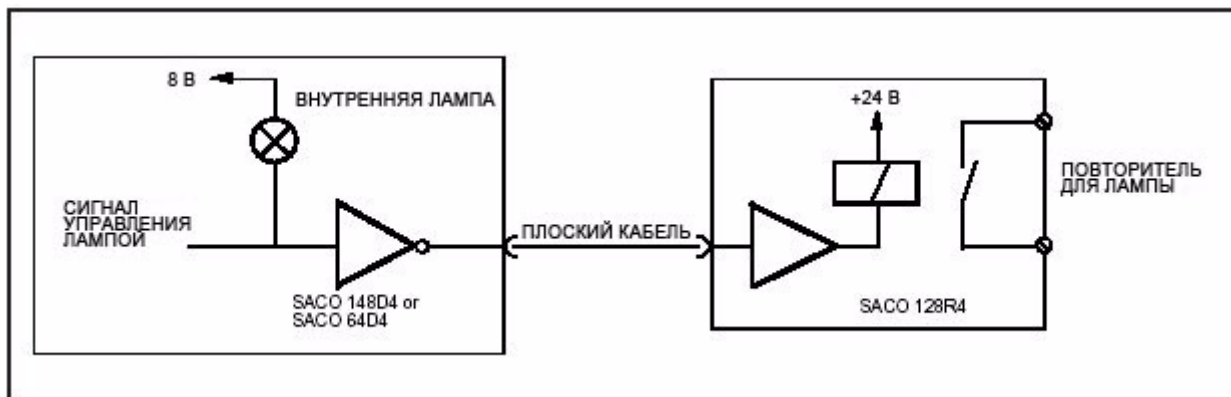 8 В
ВНУТРЕННЯЯ ЛАМПА
СИГНАЛ
УПРАВЛЕНИЯ
ЛАМПОЙ
SACO 148D4 or
SACO 64D4
ПЛОСКИЙ КАБЕЛЬ
+24 В
SACO 128R4
ПОВТОРИТЕЛЬ
ДЛЯ ЛАМПЫ